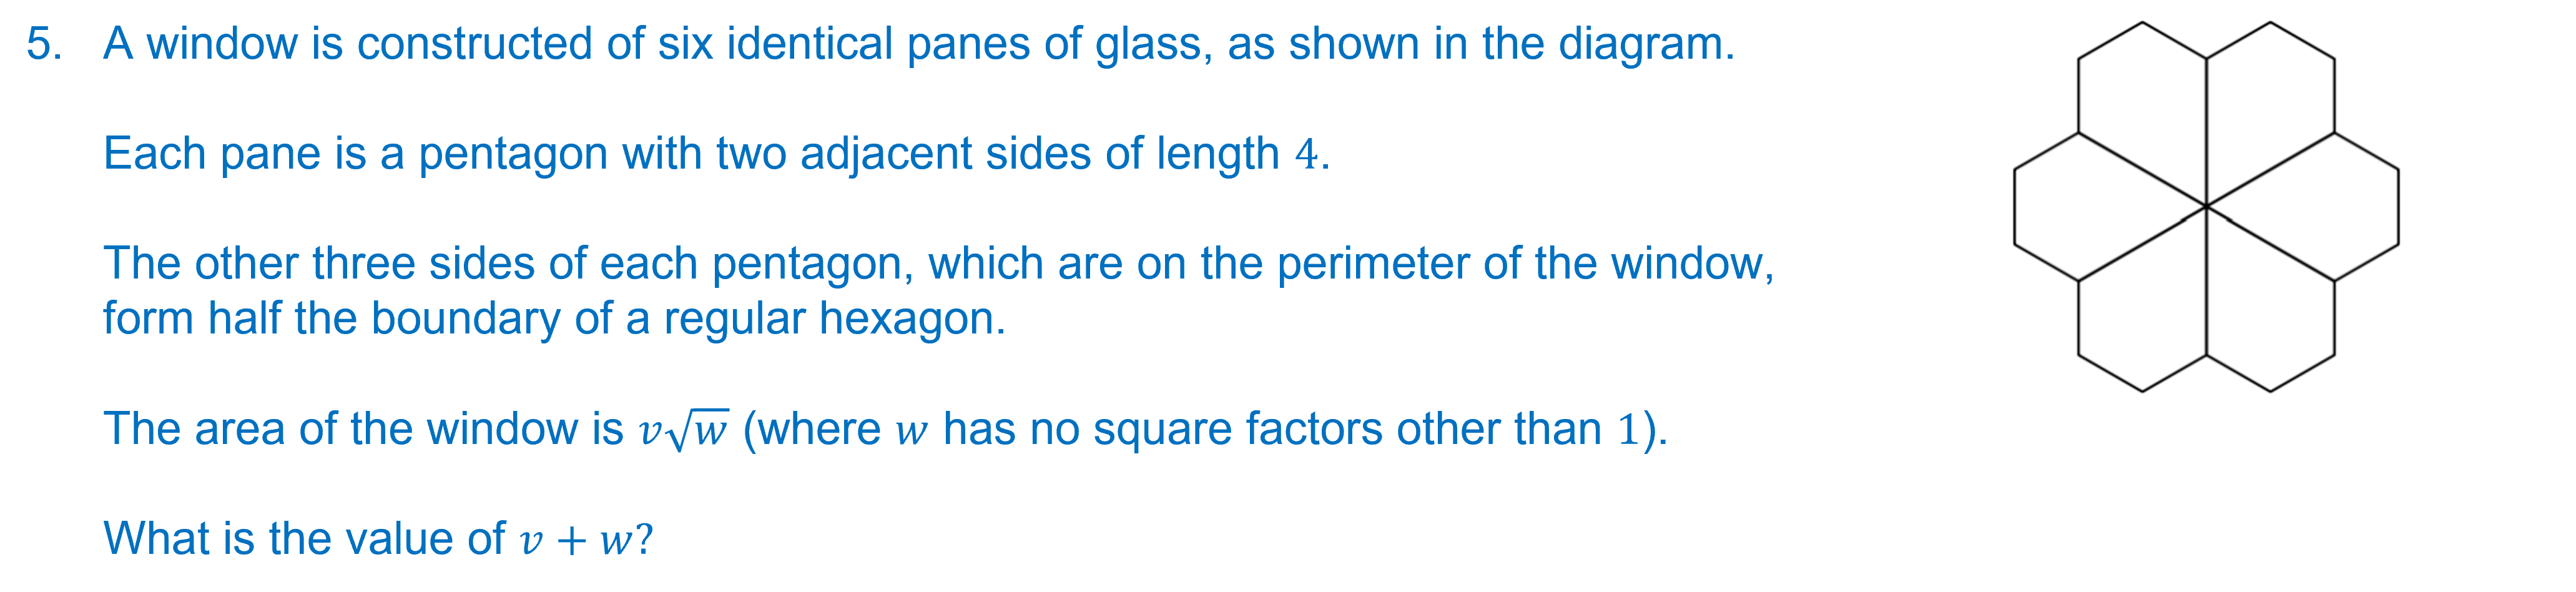 5. A window is constructed of six identical panes of glass, as shown in the diagram.
Each pane is a pentagon with two adjacent sides of length 4.
The other three sides of each pentagon, which are on the perimeter of the window,
form half the boundary of a regular hexagon.
The area of the window is v√w (where w has no square factors other than 1).
What is the value of v + w?